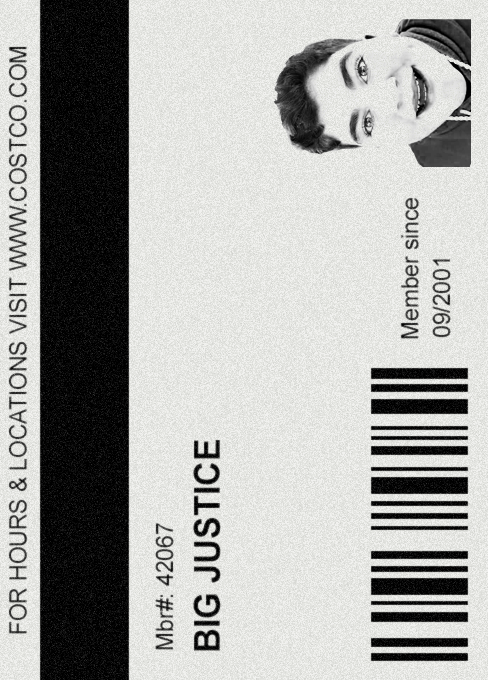 FOR HOURS & LOCATIONS VISIT WWW.COSTCO.COM
Mbr#: 42067
BIG JUSTICE
Member since
09/2001